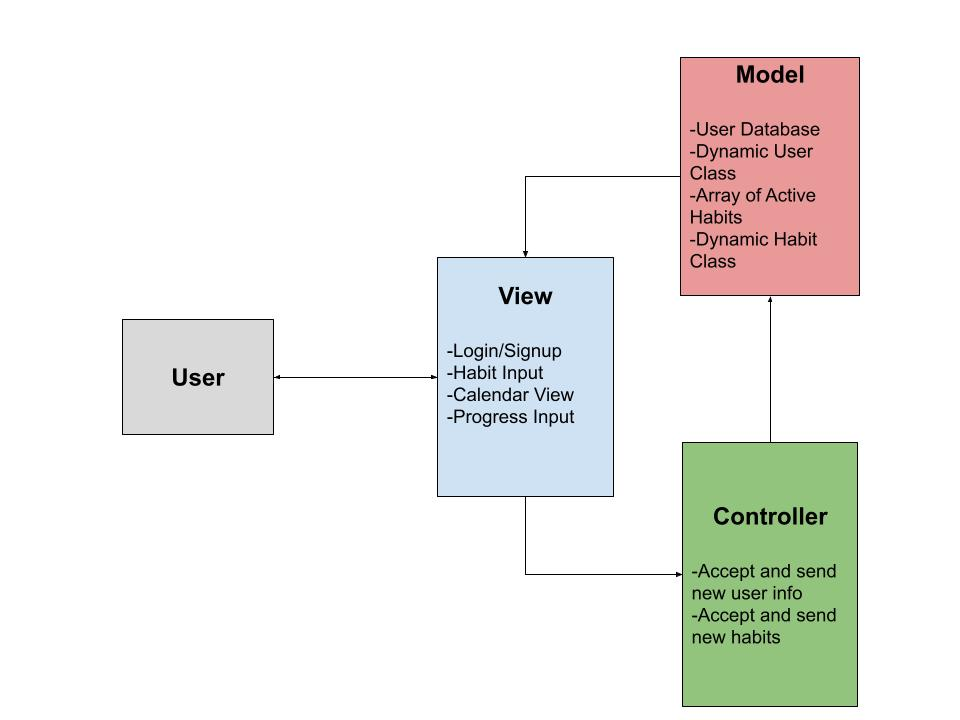 Model
-User Database
-Dynamic User
Class
-Array of Active
Habits
-Dynamic Habit
Class
View
-Login/Signup
-Habit Input
-Calendar View
-Progress Input
User
Controller
-Accept and send
new user info
-Accept and send
new habits